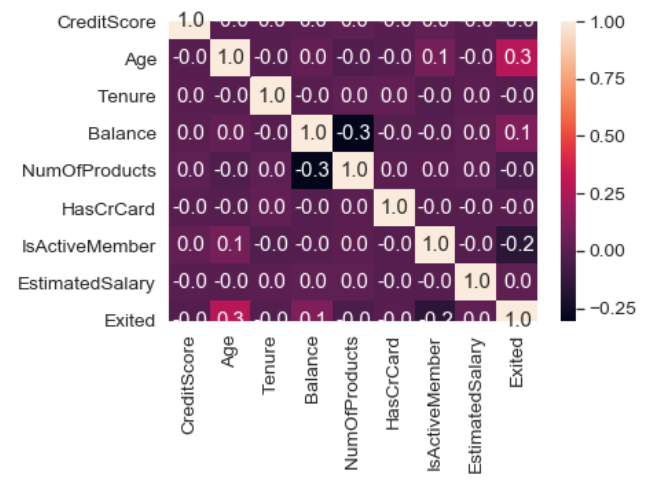 CreditScore 1.0 -0.0 0.0 0.0 0.0 -0.0 0.0 -0.0 -0.0
Age -0.0 1.0 -0.0 0.0 -0.0 -0.0 0.1 -0.0 0.3
Tenure 0.0 -0.0 1.0 -0.0 0.0 0.0 -0.0 0.0 -0.0
Balance 0.0 0.0 -0.0 1.0 -0.3 -0.0 -0.0 0.0 0.1
NumOfProducts 0.0 -0.0 0.0 -0.3 1.0 0.0 0.0 0.0 -0.0
HasCrCard -0.0 -0.0 0.0 -0.0 0.0 1.0 -0.0 -0.0 -0.0
IsActiveMember 0.0 0.1 -0.0 -0.0 0.0 -0.0 1.0 -0.0 -0.2
EstimatedSalary -0.0 -0.0 0.0 0.0 0.0 -0.0 -0.0 1.0 0.0
Exited -0.0 0.3 -0.0 0.1 -0.0 -0.0 -0.2 0.0 1.0
CreditScore
Age
Tenure
Balance
NumOfProducts
HasCrCard
IsActiveMember
EstimatedSalary
Exited
1.00
0.75
0.50
0.25
0.00
−0.25